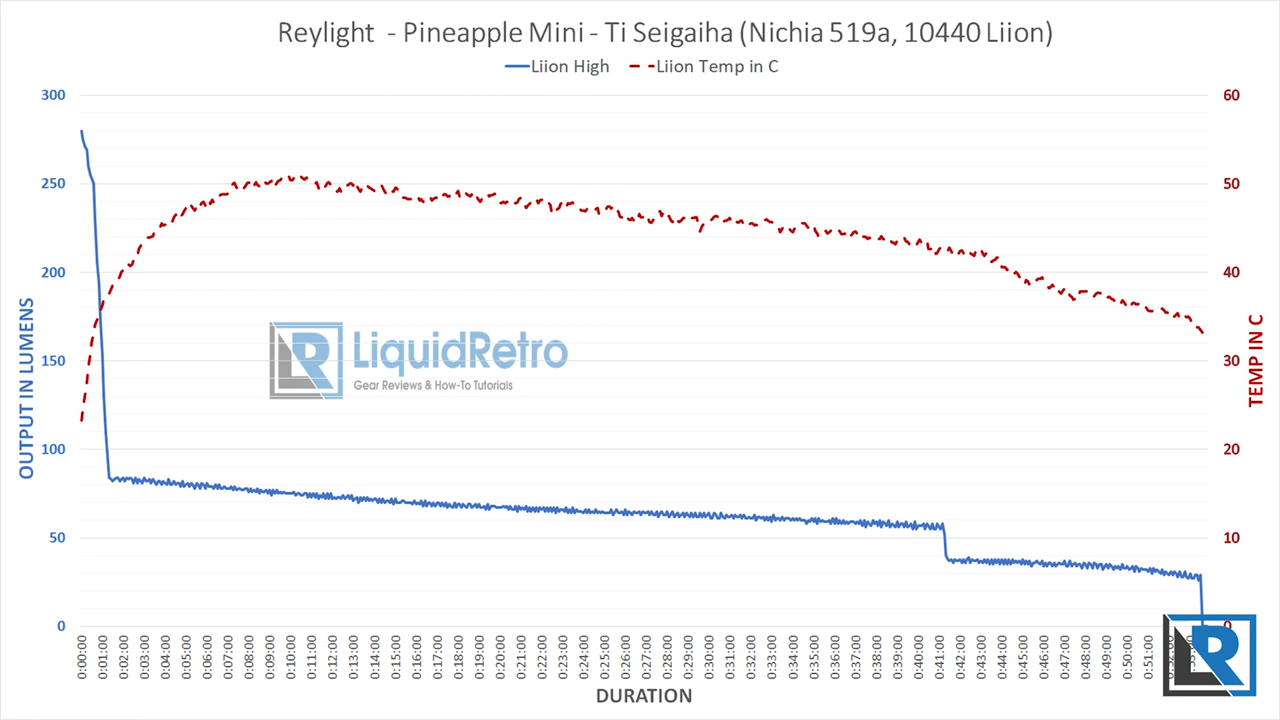 Reylight - Pineapple Mini - Ti Seigaiha (Nichia 519a, 10440 Liion)
Liion High Liion Temp in C
300
250
200
150
100
50
0
OUTPUT IN LUMENS
60
50
40
30
20
10
0
TEMP IN C
LiquidRetro
Gear Reviews & How-To Tutorials
0:00:00 0:01:00 0:02:00 0:03:00 0:04:00 0:05:00 0:06:00 0:07:00 0:08:00 0:09:00 0:10:00 0:11:00 0:12:00 0:13:00 0:14:00 0:15:00 0:16:00 0:17:00 0:18:00 0:19:00 0:20:00 0:21:00 0:22:00 0:23:00 0:24:00 0:25:00 0:26:00 0:27:00 0:28:00 0:29:00 0:30:00 0:31:00 0:32:00 0:33:00 0:34:00 0:35:00 0:36:00 0:37:00 0:38:00 0:39:00 0:40:00 0:41:00 0:42:00 0:43:00 0:44:00 0:45:00 0:46:00 0:47:00 0:48:00 0:49:00 0:50:00 0:51:00
DURATION
LR